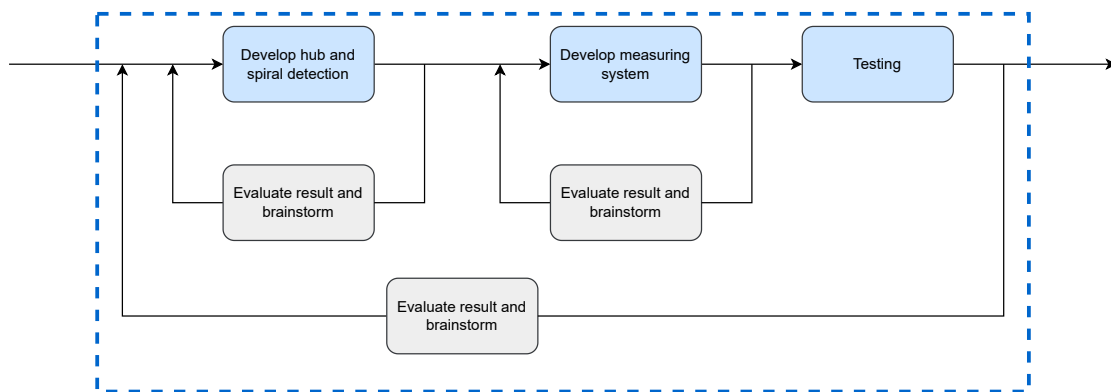 Develop hub and
spiral detection
Develop measuring
system
Testing
Evaluate result and
brainstorm
Evaluate result and
brainstorm
Evaluate result and
brainstorm